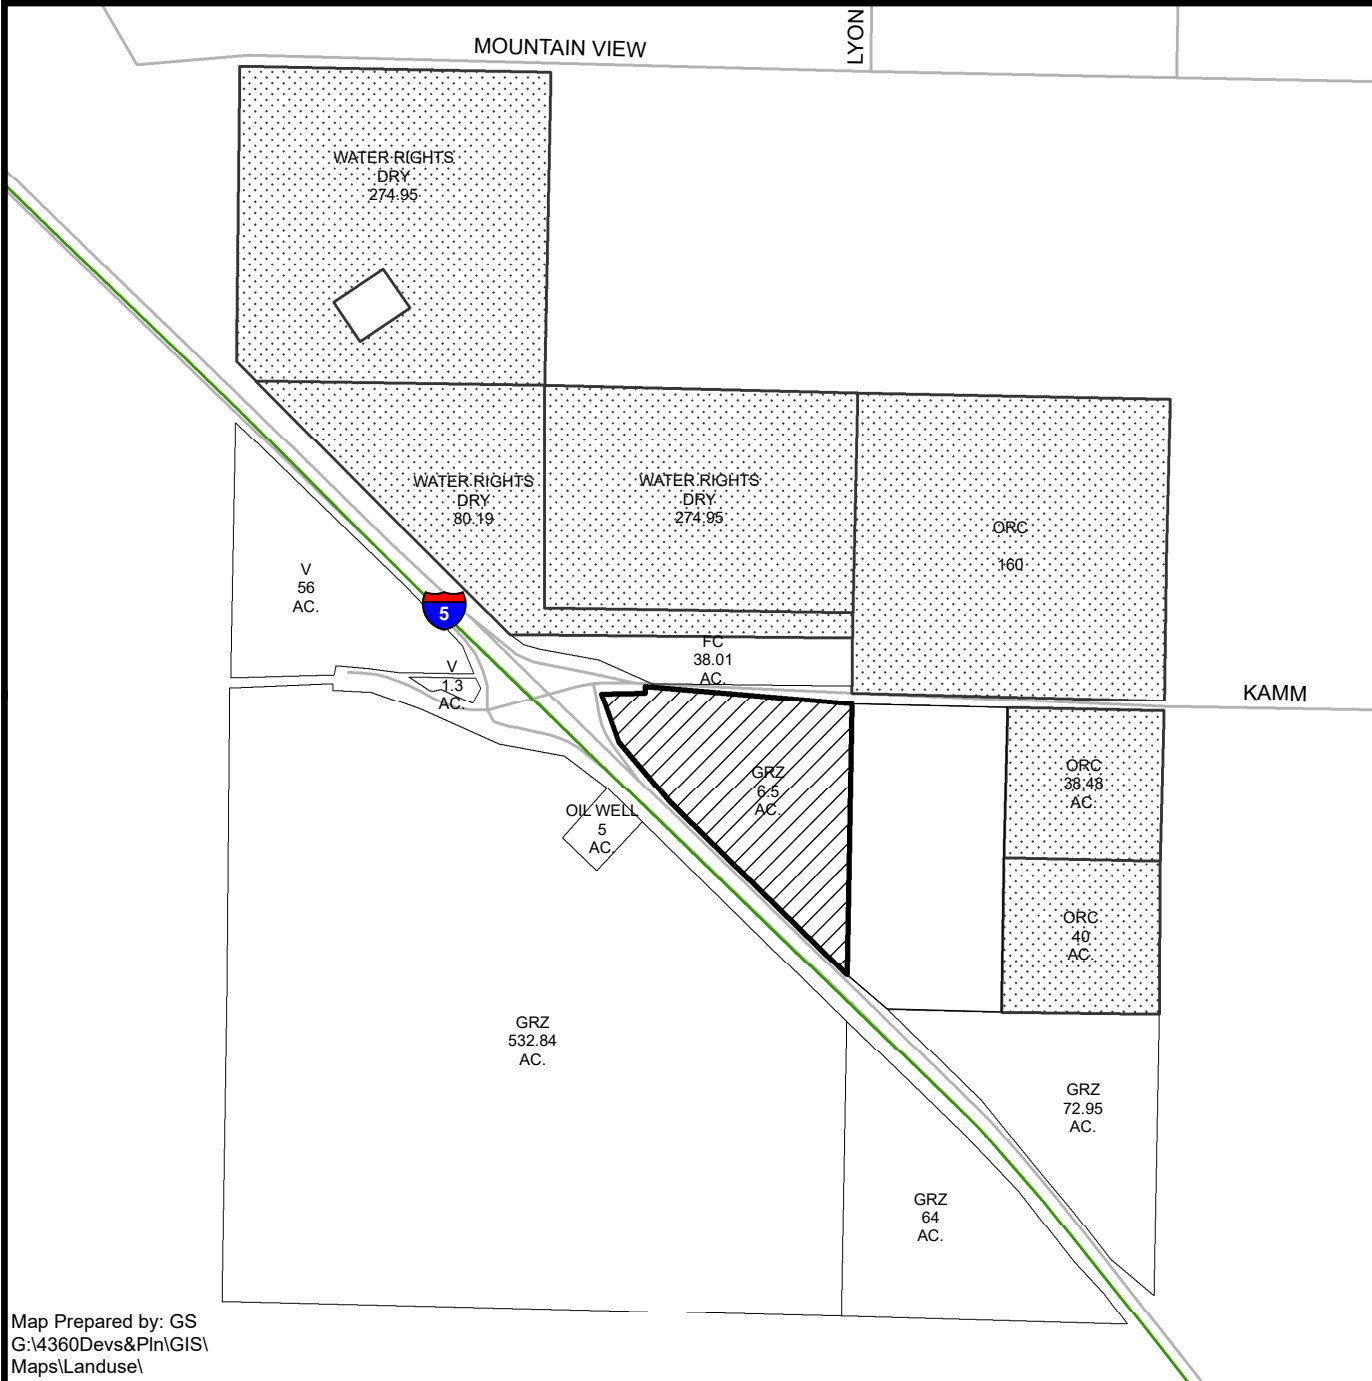 MOUNTAIN VIEW
LYON
WATER RIGHTS
DRY
274.95
WATER RIGHTS
DRY
80.19
WATER RIGHTS
DRY
274.95
ORC
160
V
56
AC.
5
FC
38.01
AC.
V
1.3
AC.
KAMM
GRZ
6.5
AC.
ORC
38.48
AC.
OIL WELL
5
AC.
ORC
40
AC.
GRZ
532.84
AC.
GRZ
72.95
AC.
GRZ
64
AC.
Map Prepared by: GS
G:\4360Devs&Pln\GIS\
Maps\Landuse\